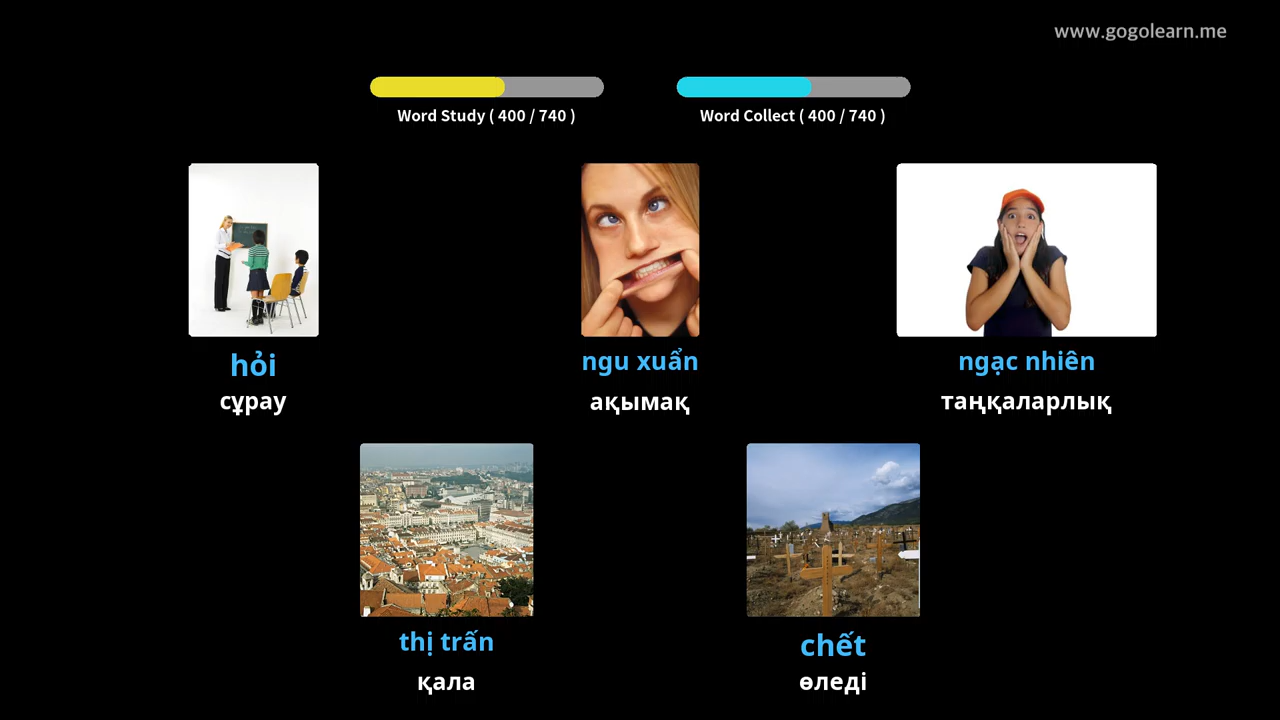 www.gogolearn.me
Word Study ( 400 / 740 )
Word Collect ( 400 / 740 )
hỏi
сұрау
ngu xuẩn
ақымақ
ngạc nhiên
таңқаларлық
thị trấn
қала
chết
өледі